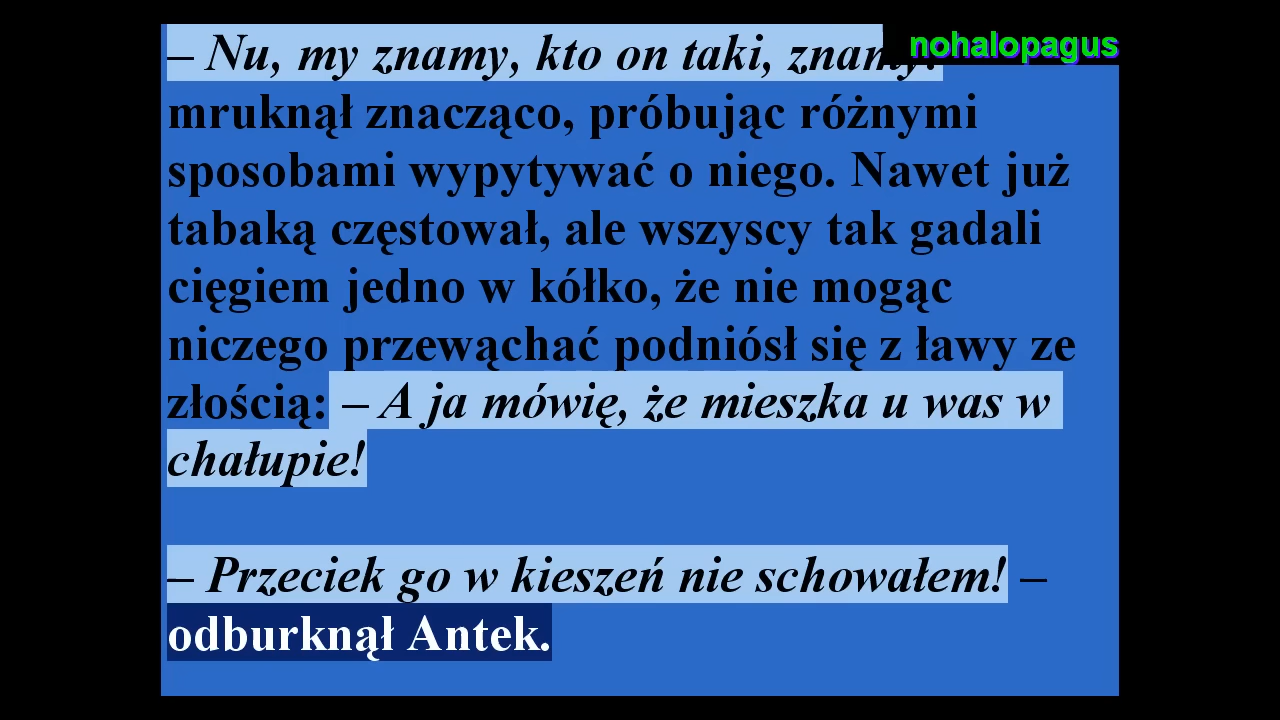 – Nu, my znamy, kto on taki, znamy!
nohalopagus
mruknął znacząco, próbując różnymi
sposobami wypytywać o niego. Nawet już
tabaką częstował, ale wszyscy tak gadali
cięgiem jedno w kółko, że nie mogąc
niczego przewąchać podniósł się z ławy ze
złością: – A ja mówię, że mieszka u was w
chałupie!
– Przeciek go w kieszeń nie schowałem! –
odburknął Antek.